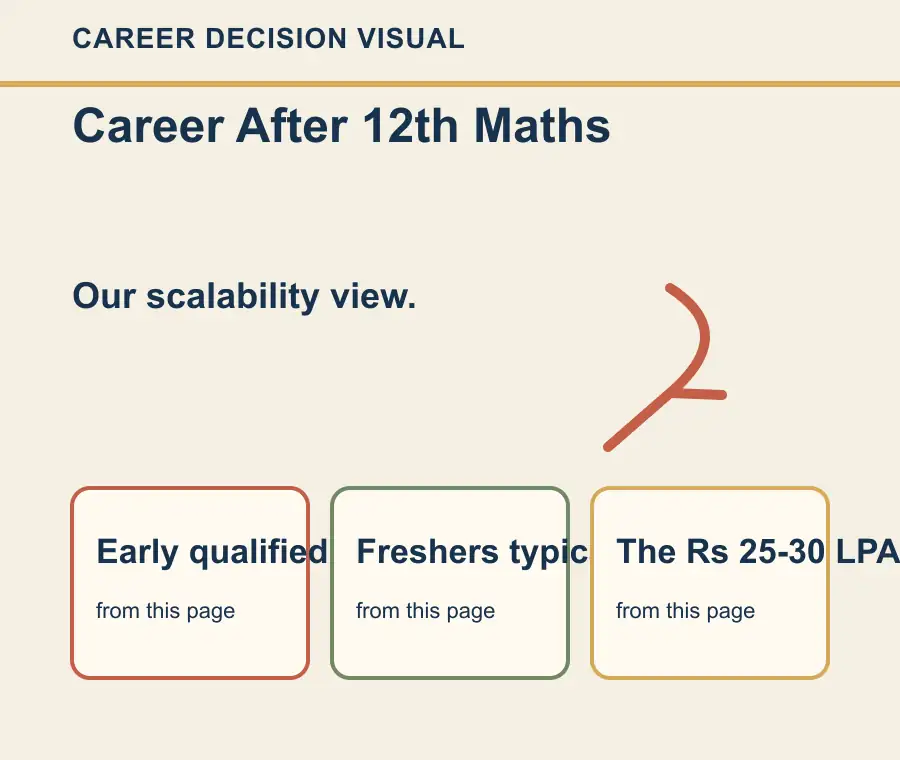 CAREER DECISION VISUAL
Career After 12th Maths
Our scalability view.
Early qualified
from this page
Freshers typic
from this page
The Rs 25-30 LPA
from this page